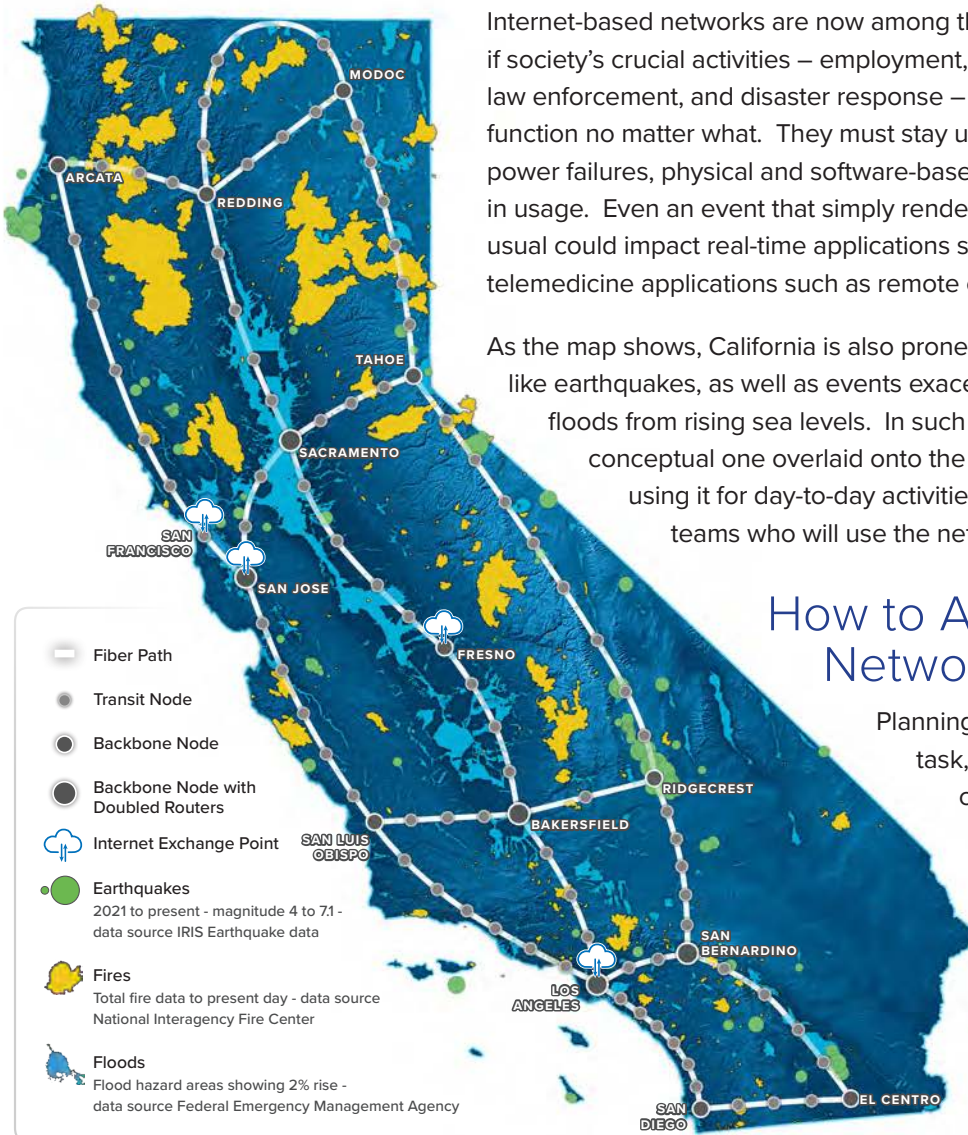 Internet-based networks are now among th
if society’s crucial activities – employment,
law enforcement, and disaster response –
function no matter what. They must stay u
power failures, physical and software-base
in usage. Even an event that simply rende
usual could impact real-time applications s
telemedicine applications such as remote
As the map shows, California is also prone
like earthquakes, as well as events exace
floods from rising sea levels. In such
conceptual one overlaid onto the
using it for day-to-day activitie
teams who will use the net
How to A
Netwo
Planning
task,
MODOC
ARCATA
REDDING
TAHOE
SACRAMENTO
SAN
FRANCISCO
SAN JOSE
FRESNO
RIDGECREST
BAKERSFIELD
SAN LUIS
OBISPO
SAN
BERNARDINO
LOS
ANGELES
SAN
DIEGO
EL CENTRO
Fiber Path
Transit Node
Backbone Node
Backbone Node with
Doubled Routers
Internet Exchange Point
Earthquakes
2021 to present - magnitude 4 to 7.1 -
data source IRIS Earthquake data
Fires
Total fire data to present day - data source
National Interagency Fire Center
Floods
Flood hazard areas showing 2% rise -
data source Federal Emergency Management Agency